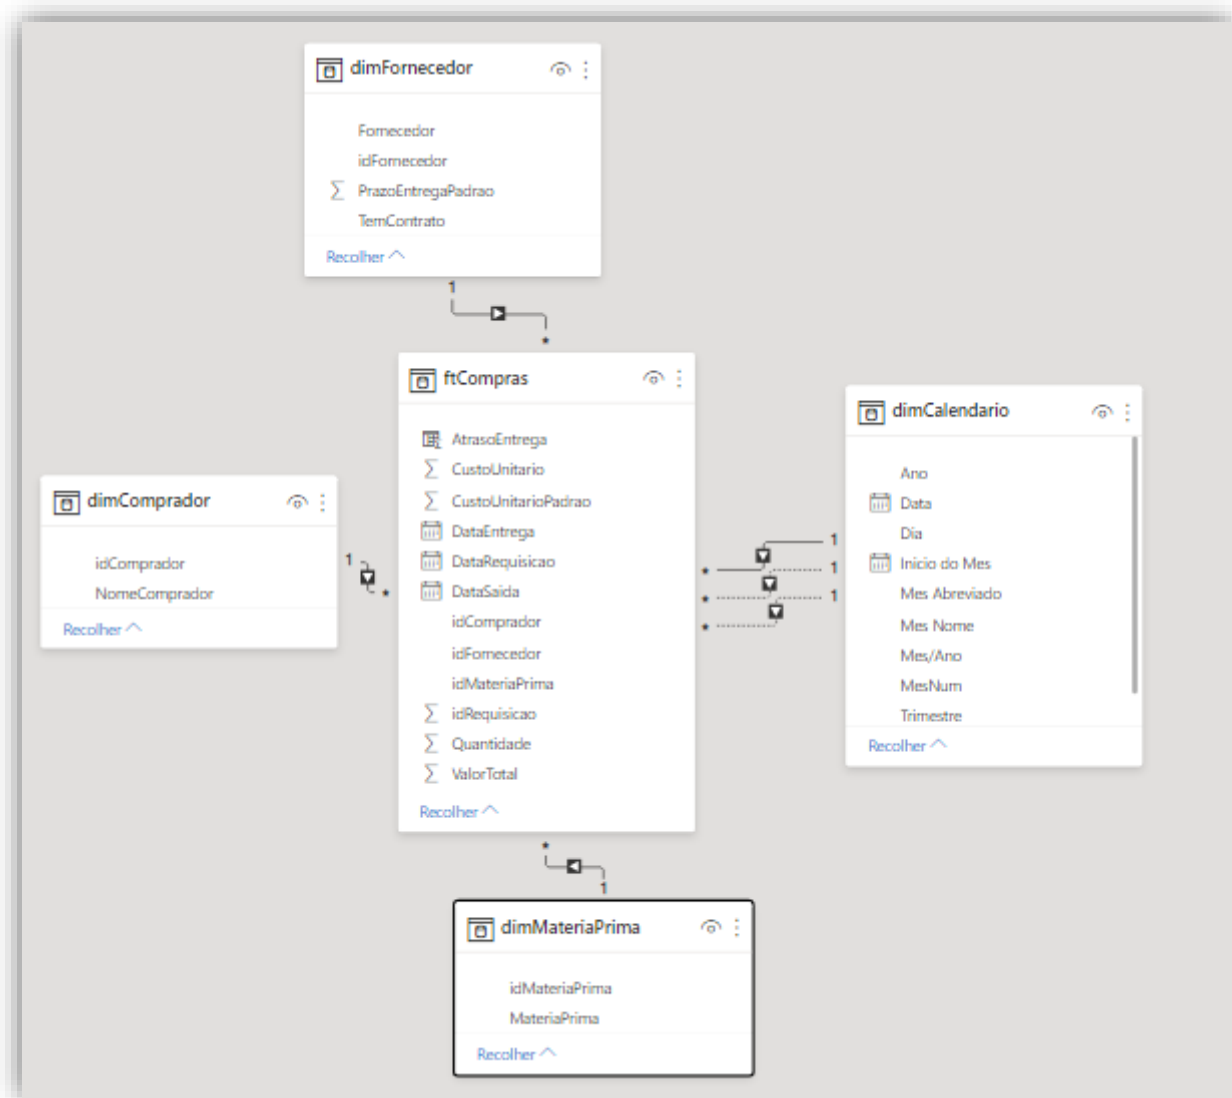 dimFornecedor
Fornecedor
idFornecedor
PrazoEntregaPadrao
TemContrato
Recolher
1
*
ftCompras
AtrasoEntrega
CustoUnitario
CustoUnitarioPadrao
DataEntrega
DataRequisicao
DataSaida
idComprador
idFornecedor
idMateriaPrima
idRequisicao
Quantidade
ValorTotal
Recolher
dimComprador
idComprador
NomeComprador
Recolher
1
*
dimCalendario
Ano
Data
Dia
Inicio do Mes
Mes Abreviado
Mes Nome
Mes/Ano
MesNum
Trimestre
Recolher
* 1
* 1
* 1
*
1
dimMateriaPrima
idMateriaPrima
MateriaPrima
Recolher